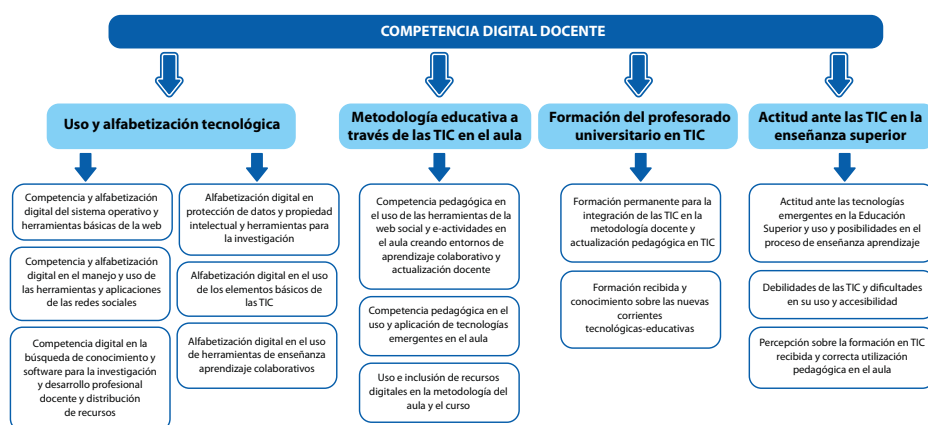 COMPETENCIA DIGITAL DOCENTE
Uso y alfabetización tecnológica
Metodología educativa a
través de las TIC en el aula
Formación del profesorado
universitario en TIC
Actitud ante las TIC en la
enseñanza superior
Competencia y alfabetización
digital del sistema operativo y
herramientas básicas de la web
Competencia y alfabetización
digital en el manejo y uso de
las herramientas y aplicaciones
de las redes sociales
Competencia digital en la
búsqueda de conocimiento y
software para la investigación
y desarrollo profesional
docente y distribución
de recursos
Alfabetización digital en
protección de datos y propiedad
intelectual y herramientas para
la investigación
Alfabetización digital en el uso
de los elementos básicos de
las TIC
Alfabetización digital en el uso
de herramientas de enseñanza
aprendizaje colaborativos
Competencia pedagógica en
el uso de las herramientas de la
web social y e-actividades en
el aula creando entornos de
aprendizaje colaborativo y
actualización docente
Competencia pedagógica en el
uso y aplicación de tecnologías
emergentes en el aula
Uso e inclusión de recursos
digitales en la metodología del
aula y el curso
Formación permanente para la
integración de las TIC en la
metodología docente y
actualización pedagógica en TIC
Formación recibida y
conocimiento sobre las nuevas
corrientes
tecnológicas-educativas
Actitud ante las tecnologías
emergentes en la Educación
Superior y uso y posibilidades en el
proceso de enseñanza aprendizaje
Debilidades de las TIC y dificultades
en su uso y accesibilidad
Percepción sobre la formación en TIC
recibida y correcta utilización
pedagógica en el aula